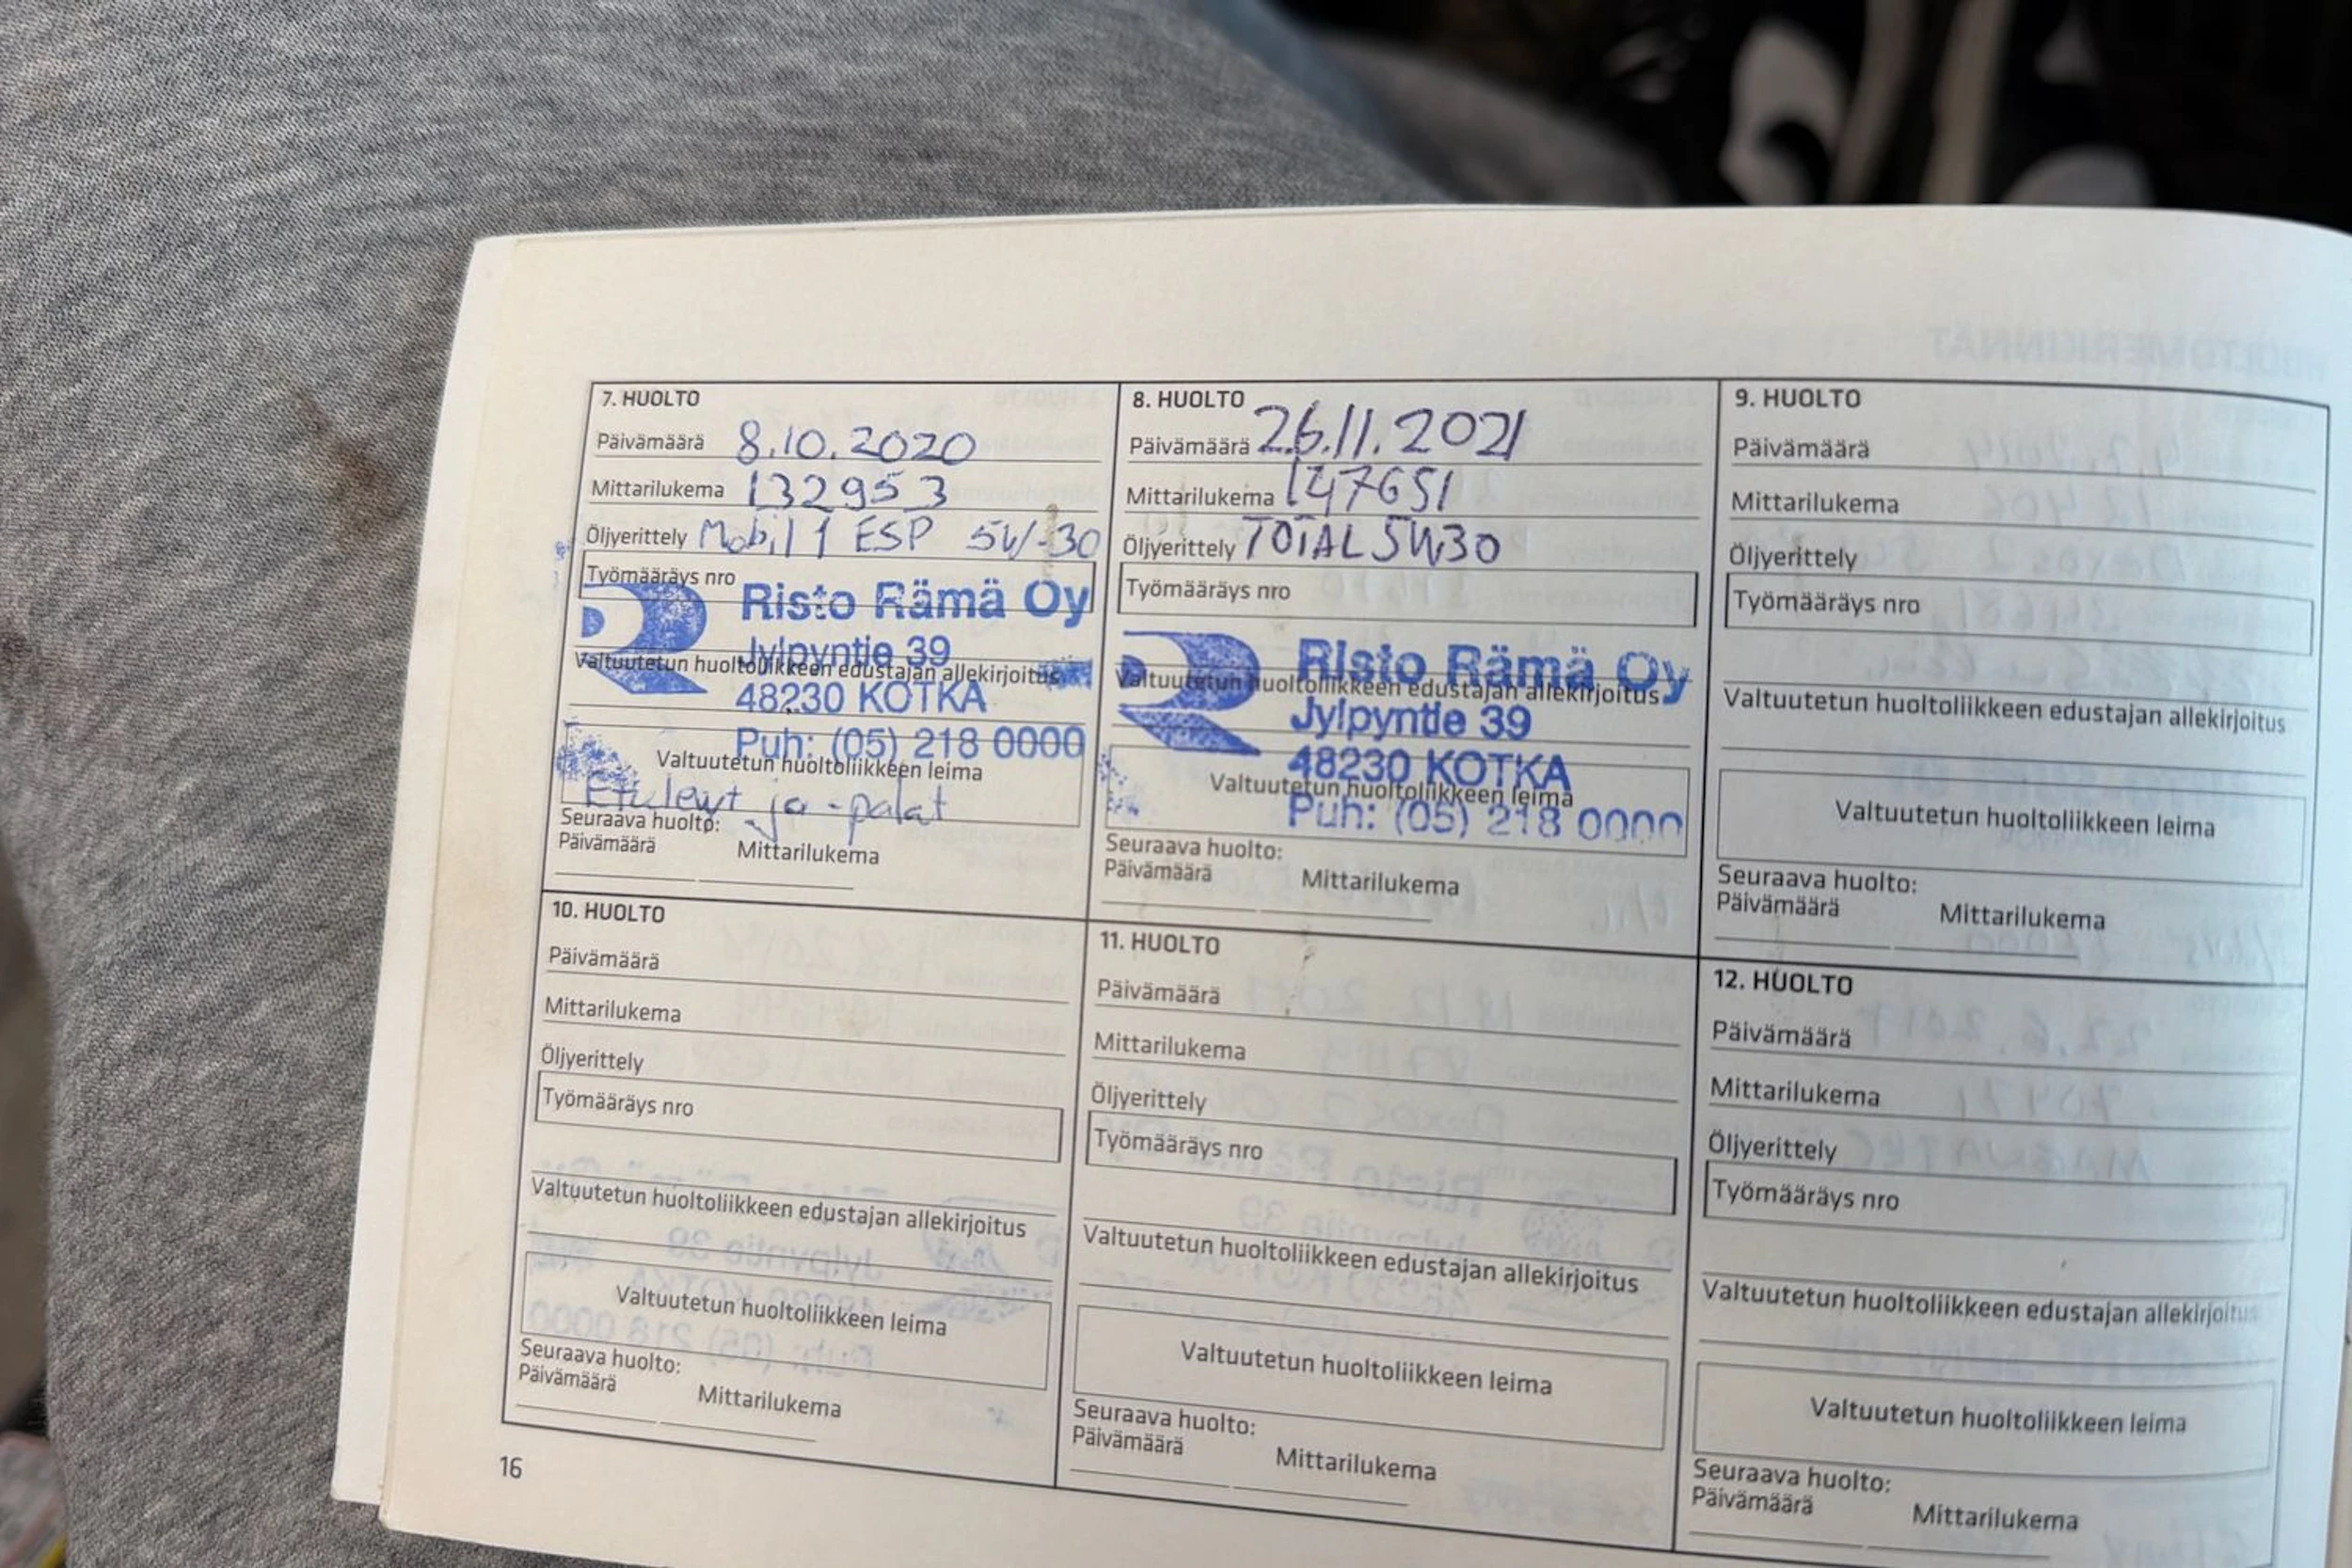 7. HUOLTO
Päivämäärä 8.10.2020
Mittarilukema 132953
Öljyerittely Mobil 1 ESP 5W-30
Työmääräys nro
Risto Rämä Oy
Jylpyntie 39
Valtuutetun huoltoliikkeen edustajan allekirjoitus
48230 KOTKA
Puh: (05) 218 0000
Valtuutetun huoltoliikkeen leima
Etulevyt ja -palat
Seuraava huolto:
Päivämäärä Mittarilukema
8. HUOLTO
Päivämäärä 26.11.2021
Mittarilukema 147651
Öljyerittely TOTAL 5W30
Työmääräys nro
Risto Rämä Oy
Valtuutetun huoltoliikkeen edustajan allekirjoitus
Jylpyntie 39
48230 KOTKA
Valtuutetun huoltoliikkeen leima
Puh: (05) 218 0000
Seuraava huolto:
Päivämäärä Mittarilukema
9. HUOLTO
Päivämäärä
Mittarilukema
Öljyerittely
Työmääräys nro
Valtuutetun huoltoliikkeen edustajan allekirjoitus
Valtuutetun huoltoliikkeen leima
Seuraava huolto:
Päivämäärä Mittarilukema
10. HUOLTO
Päivämäärä
Mittarilukema
Öljyerittely
Työmääräys nro
Valtuutetun huoltoliikkeen edustajan allekirjoitus
Valtuutetun huoltoliikkeen leima
Seuraava huolto:
Päivämäärä Mittarilukema
11. HUOLTO
Päivämäärä
Mittarilukema
Öljyerittely
Työmääräys nro
Valtuutetun huoltoliikkeen edustajan allekirjoitus
Valtuutetun huoltoliikkeen leima
Seuraava huolto:
Päivämäärä Mittarilukema
12. HUOLTO
Päivämäärä
Mittarilukema
Öljyerittely
Työmääräys nro
Valtuutetun huoltoliikkeen edustajan allekirjoitus
Valtuutetun huoltoliikkeen leima
Seuraava huolto:
Päivämäärä Mittarilukema
16